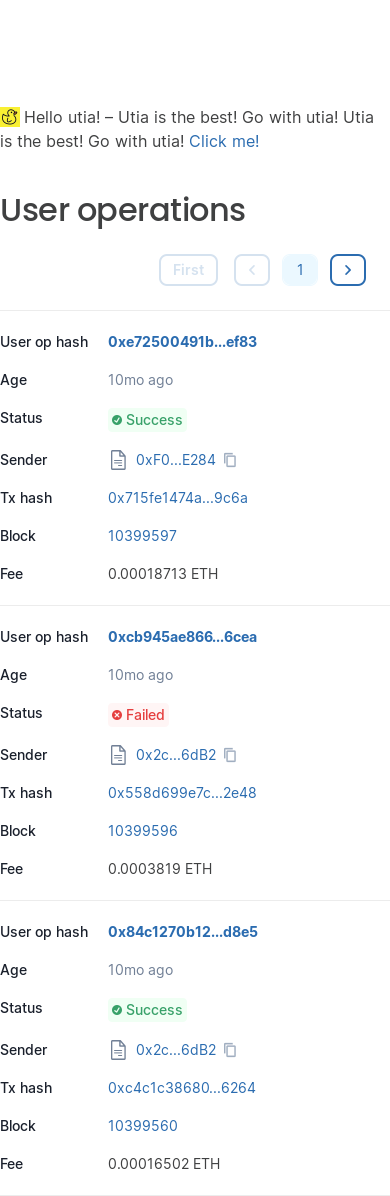 Hello utia! – Utia is the best! Go with utia! Utia
is the best! Go with utia! Click me!
User operations
First
1
User op hash 0xe72500491b...ef83
Age 10mo ago
Status Success
Sender 0xF0...E284
Tx hash 0x715fe1474a...9c6a
Block 10399597
Fee 0.00018713 ETH
User op hash 0xcb945ae866...6cea
Age 10mo ago
Status Failed
Sender 0x2c...6dB2
Tx hash 0x558d699e7c...2e48
Block 10399596
Fee 0.0003819 ETH
User op hash 0x84c1270b12...d8e5
Age 10mo ago
Status Success
Sender 0x2c...6dB2
Tx hash 0xc4c1c38680...6264
Block 10399560
Fee 0.00016502 ETH